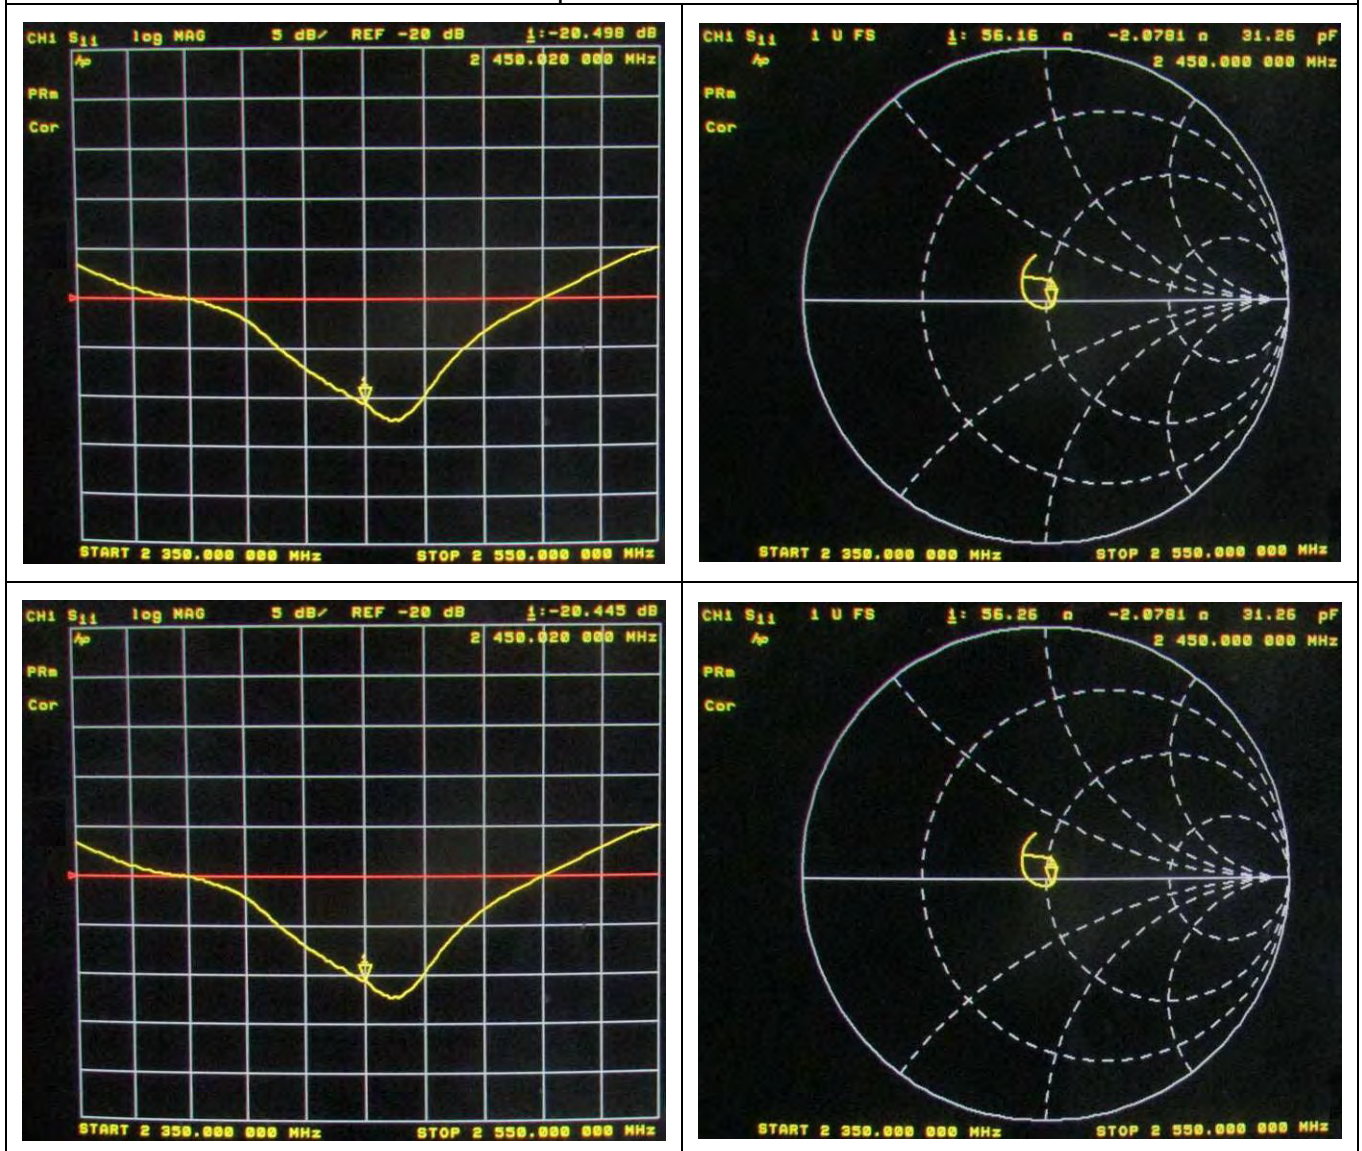 CH1 S11 log MAG 5 dB/ REF -20 dB 1:-20.498 dB
hp 2 450.020 000 MHz
PRm
Cor
START 2 350.000 000 MHz STOP 2 550.000 000 MHz
CH1 S11 1 U FS 1: 56.16 Ω -2.0781 Ω 31.26 pF
hp 2 450.000 000 MHz
PRm
Cor
START 2 350.000 000 MHz STOP 2 550.000 000 MHz
CH1 S11 log MAG 5 dB/ REF -20 dB 1:-20.445 dB
hp 2 450.020 000 MHz
PRm
Cor
START 2 350.000 000 MHz STOP 2 550.000 000 MHz
CH1 S11 1 U FS 1: 56.26 Ω -2.0781 Ω 31.26 pF
hp 2 450.000 000 MHz
PRm
Cor
START 2 350.000 000 MHz STOP 2 550.000 000 MHz